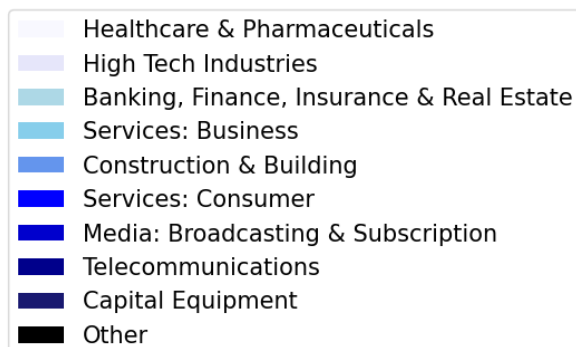 Healthcare & Pharmaceuticals
High Tech Industries
Banking, Finance, Insurance & Real Estate
Services: Business
Construction & Building
Services: Consumer
Media: Broadcasting & Subscription
Telecommunications
Capital Equipment
Other